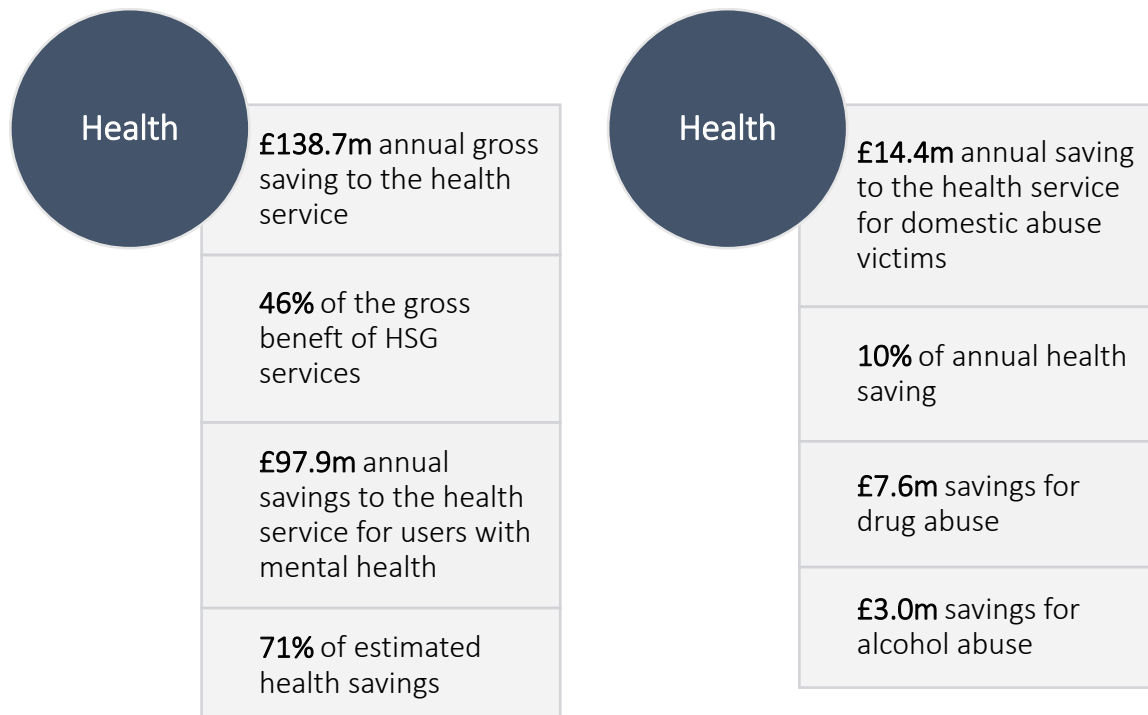 Health
£138.7m annual gross
saving to the health
service
46% of the gross
beneft of HSG
services
£97.9m annual
savings to the health
service for users with
mental health
71% of estimated
health savings
Health
£14.4m annual saving
to the health service
for domestic abuse
victims
10% of annual health
saving
£7.6m savings for
drug abuse
£3.0m savings for
alcohol abuse